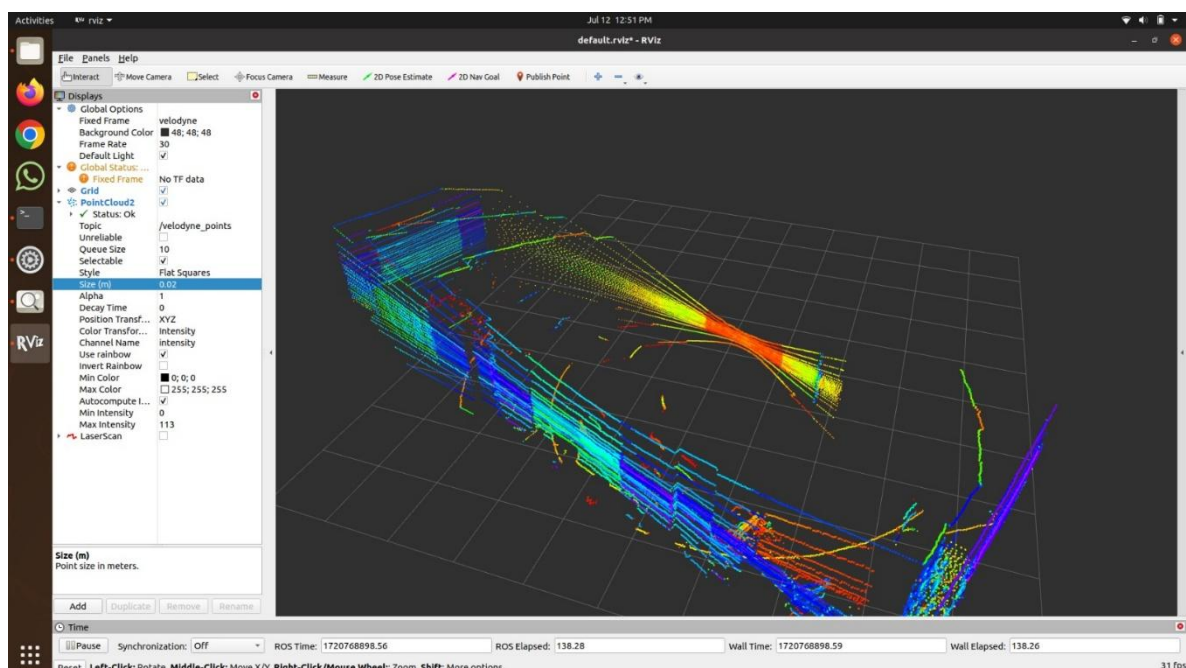 Activities rviz Jul 12 12:51 PM
default.rviz* - RViz
File Panels Help
Interact Move Camera Select Focus Camera Measure 2D Pose Estimate 2D Nav Goal Publish Point
Displays
Global Options
Fixed Frame velodyne
Background Color 48; 48; 48
Frame Rate 30
Default Light
Global Status: ...
Fixed Frame No TF data
Grid
PointCloud2
Status: Ok
Topic /velodyne_points
Unreliable
Queue Size 10
Selectable
Style Flat Squares
Size (m) 0.02
Alpha 1
Decay Time 0
Position Transf... XYZ
Color Transfor... Intensity
Channel Name intensity
Use rainbow
Invert Rainbow
Min Color 0; 0; 0
Max Color 255; 255; 255
Autocompute I...
Min Intensity 0
Max Intensity 113
LaserScan
RViz
Size (m)
Point size in meters.
Add Duplicate Remove Rename
Time
Pause Synchronization: Off ROS Time: 1720768898.56 ROS Elapsed: 138.28 Wall Time: 1720768898.59 Wall Elapsed: 138.26
Reset Left-Click: Rotate. Middle-Click: Move X/Y. Right-Click/Mouse Wheel: Zoom. Shift: More options. 31 fps